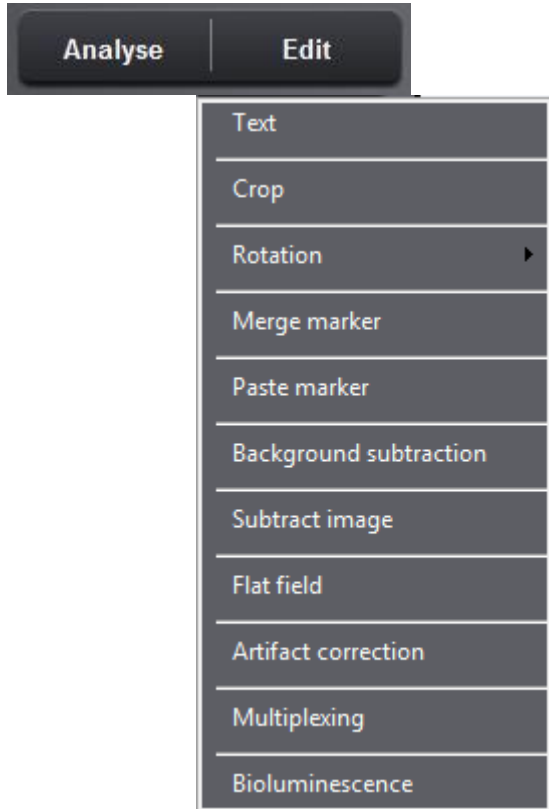 Analyse Edit
Text
Crop
Rotation
Merge marker
Paste marker
Background subtraction
Subtract image
Flat field
Artifact correction
Multiplexing
Bioluminescence